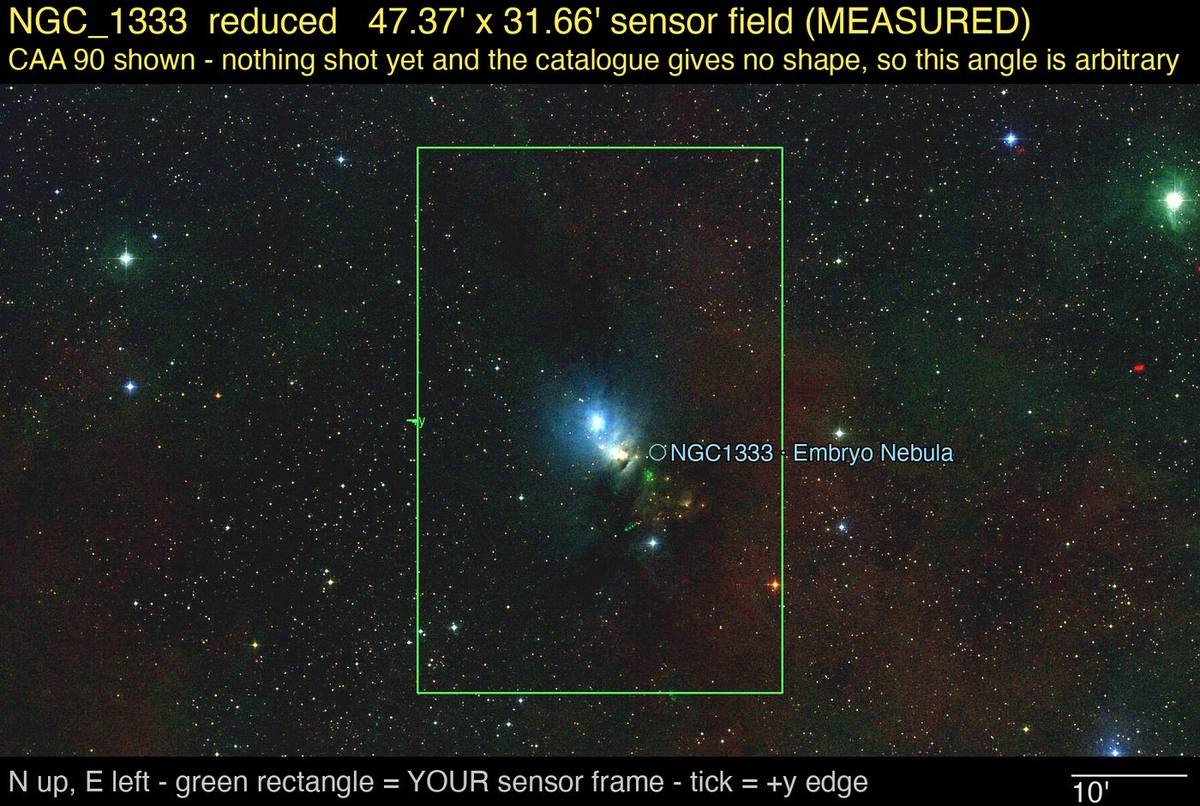 NGC_1333 reduced 47.37' x 31.66' sensor field (MEASURED)
CAA 90 shown - nothing shot yet and the catalogue gives no shape, so this angle is arbitrary
+y
NGC1333 · Embryo Nebula
N up, E left - green rectangle = YOUR sensor frame - tick = +y edge
10'